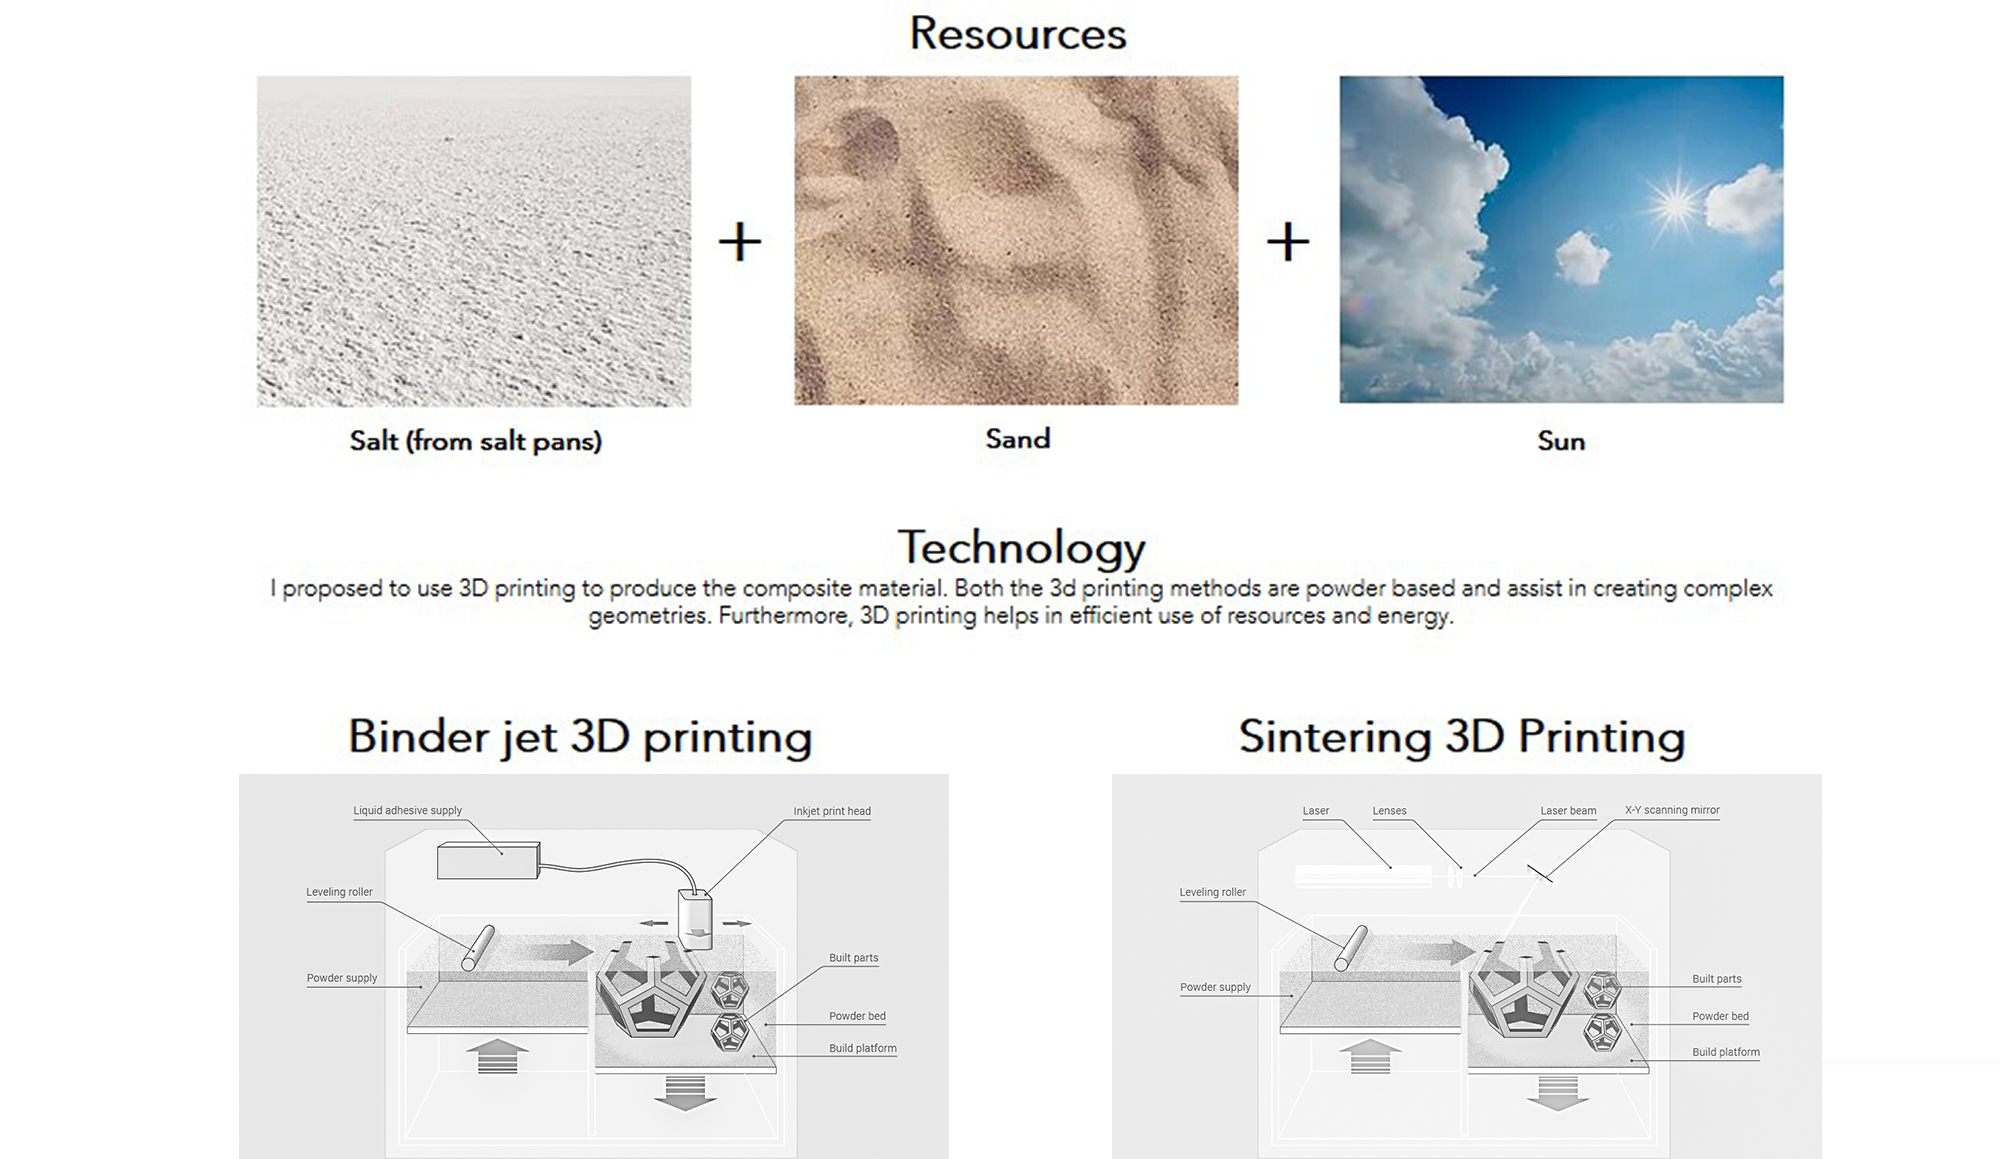 Resources
+
+
Salt (from salt pans)
Sand
Sun
Technology
I proposed to use 3D printing to produce the composite material. Both the 3d printing methods are powder based and assist in creating complex
geometries. Furthermore, 3D printing helps in efficient use of resources and energy.
Binder jet 3D printing
Liquid adhesive supply
Inkjet print head
Leveling roller
Built parts
Powder supply
Powder bed
Build platform
Sintering 3D Printing
Laser
Lenses
Laser beam
X-Y scanning mirror
Leveling roller
Built parts
Powder supply
Powder bed
Build platform